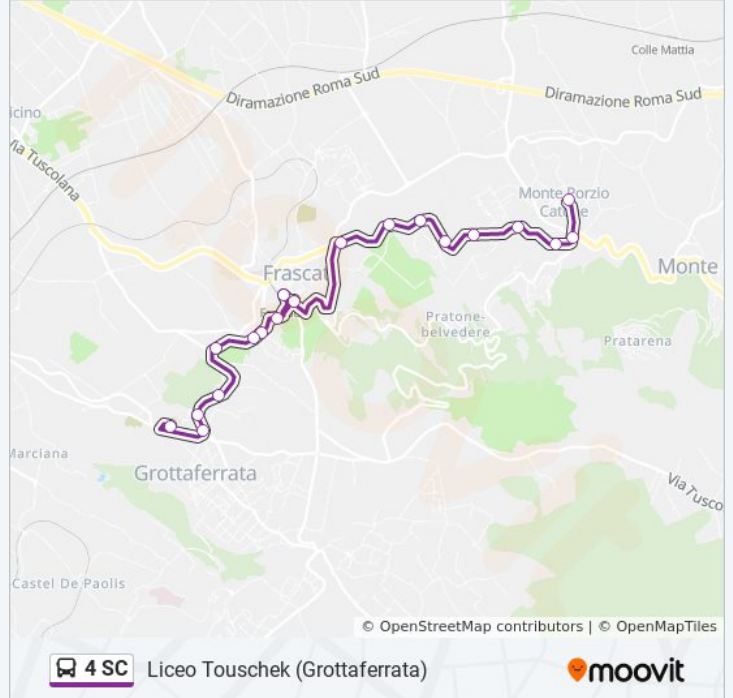 Colle Mattia
Diramazione Roma Sud
Diramazione Roma Sud
icino
Via Tuscolana
Monte Porzio
Catone
Frascati
Monte
Pratone-
belvedere
Pratarena
Marciana
Grottaferrata
Via Tusco
Castel De Paolis
© OpenStreetMap contributors | © OpenMapTiles
4 SC Liceo Touschek (Grottaferrata) moovit